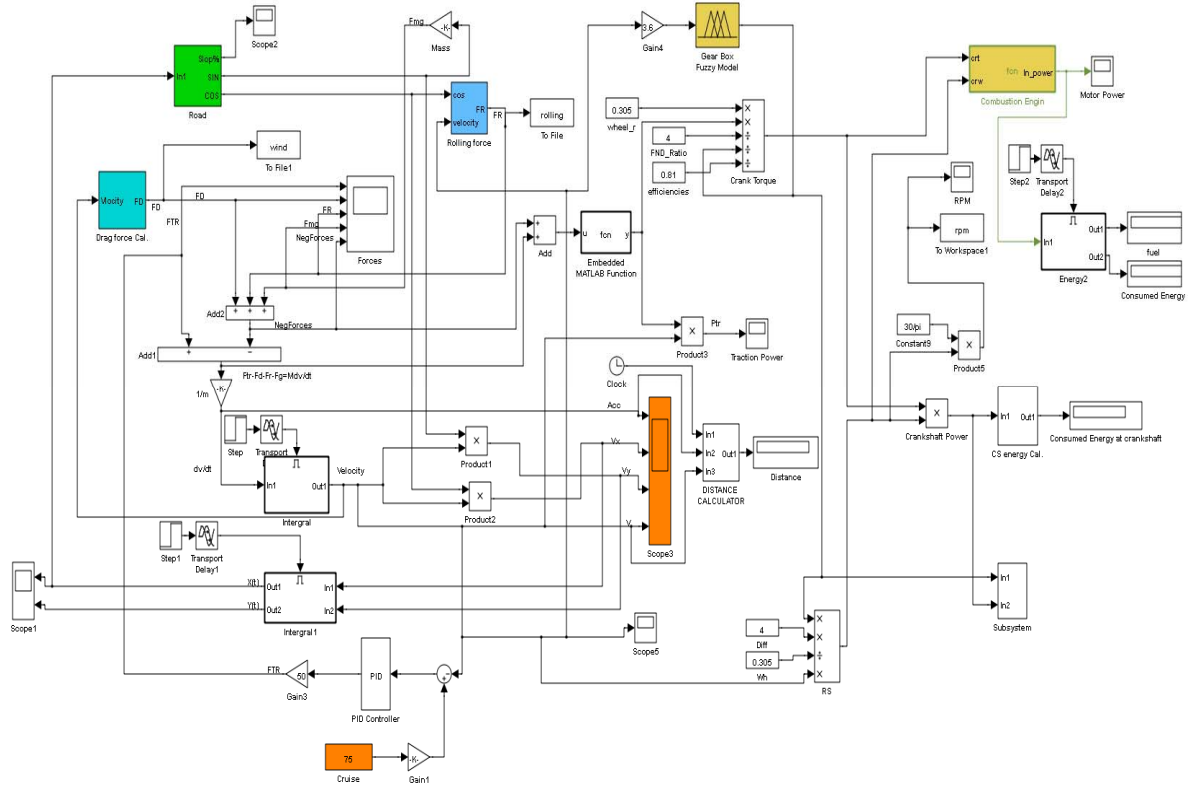 Scope2
Fmg
-K-
Mass
3.6
Gain4
Gear Box
Fuzzy Model
In1
Slop%
SIN
COS
Road
cos
velocity
FR
FR
Rolling force
rolling
To File
0.305
wheel_r
4
FND_Ratio
0.81
efficiencies
×
×
÷
÷
÷
Crank Torque
crt
crw
fcn
In_power
Combustion Engin
Motor Power
wind
To File1
Vlocity
FD
FD
Drag force Cal.
FTR
FD
FR
Fmg
NegForces
Forces
Step2
Transport
Delay2
RPM
rpm
To Workspace1
In1
Out1
Out2
Energy2
fuel
Consumed Energy
+
+
Add
u
fcn
y
Embedded
MATLAB Function
Add2
+ + +
NegForces
Add1
+
−
Ftr-Fd-Fr-Fg=Mdv/dt
-K-
1/m
×
Product3
Ptr
Traction Power
30/pi
Constant9
×
Product5
Clock
Acc
Step
Transport
dv/dt
In1
Out1
Intergral
Velocity
×
Product1
×
Product2
Vx
Vy
V
Scope3
In1
In2
In3
Out1
DISTANCE
CALCULATOR
Distance
×
Crankshaft Power
In1
Out1
CS energy Cal.
Consumed Energy at crankshaft
Step1
Transport
Delay1
Scope1
X(t)
Y(t)
Out1
Out2
In1
In2
Intergral1
Scope5
4
Diff
0.305
Wh
×
×
÷
×
RS
In1
In2
Subsystem
FTR
50
Gain3
PID
PID Controller
-
+
75
Cruise
-K-
Gain1